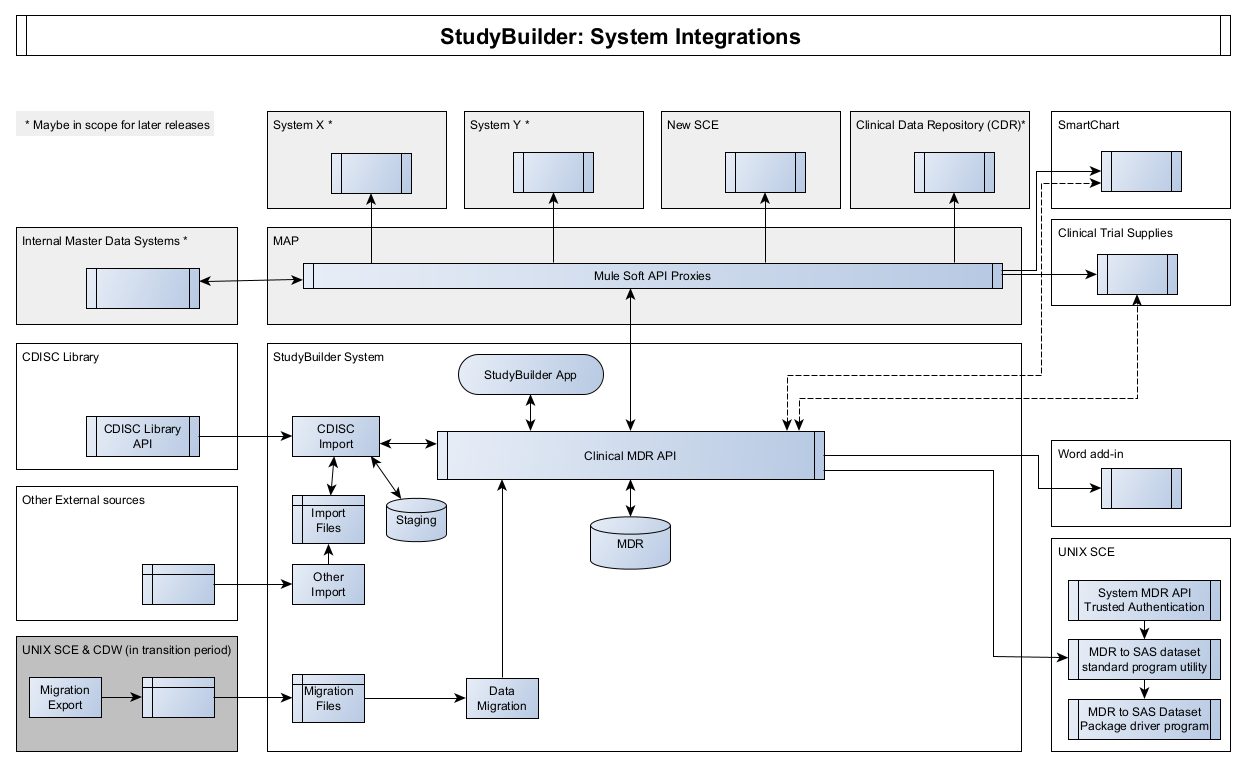 StudyBuilder: System Integrations
* Maybe in scope for later releases
System X *
System Y *
New SCE
Clinical Data Repository (CDR)*
SmartChart
Internal Master Data Systems *
MAP
Mule Soft API Proxies
Clinical Trial Supplies
CDISC Library
CDISC Library
API
StudyBuilder System
StudyBuilder App
CDISC
Import
Clinical MDR API
Word add-in
Other External sources
Import
Files
Staging
MDR
Other
Import
UNIX SCE
System MDR API
Trusted Authentication
MDR to SAS dataset
standard program utility
MDR to SAS Dataset
Package driver program
UNIX SCE & CDW (in transition period)
Migration
Export
Migration
Files
Data
Migration